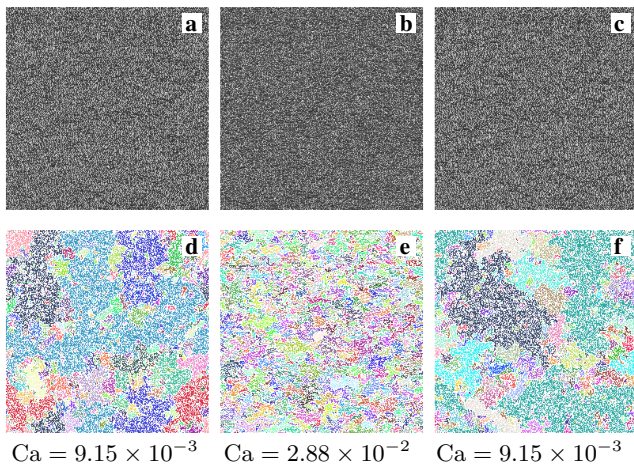 a b c
d e f
Ca = 9.15 × 10⁻³ Ca = 2.88 × 10⁻² Ca = 9.15 × 10⁻³